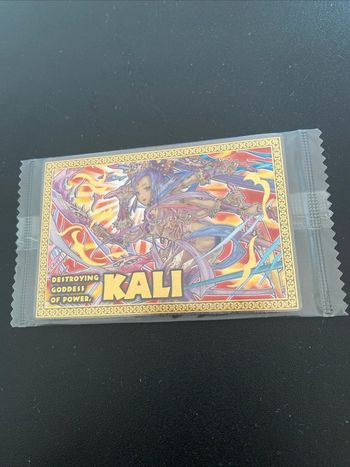 DESTROYING
GODDESS
OF POWER.
KALI